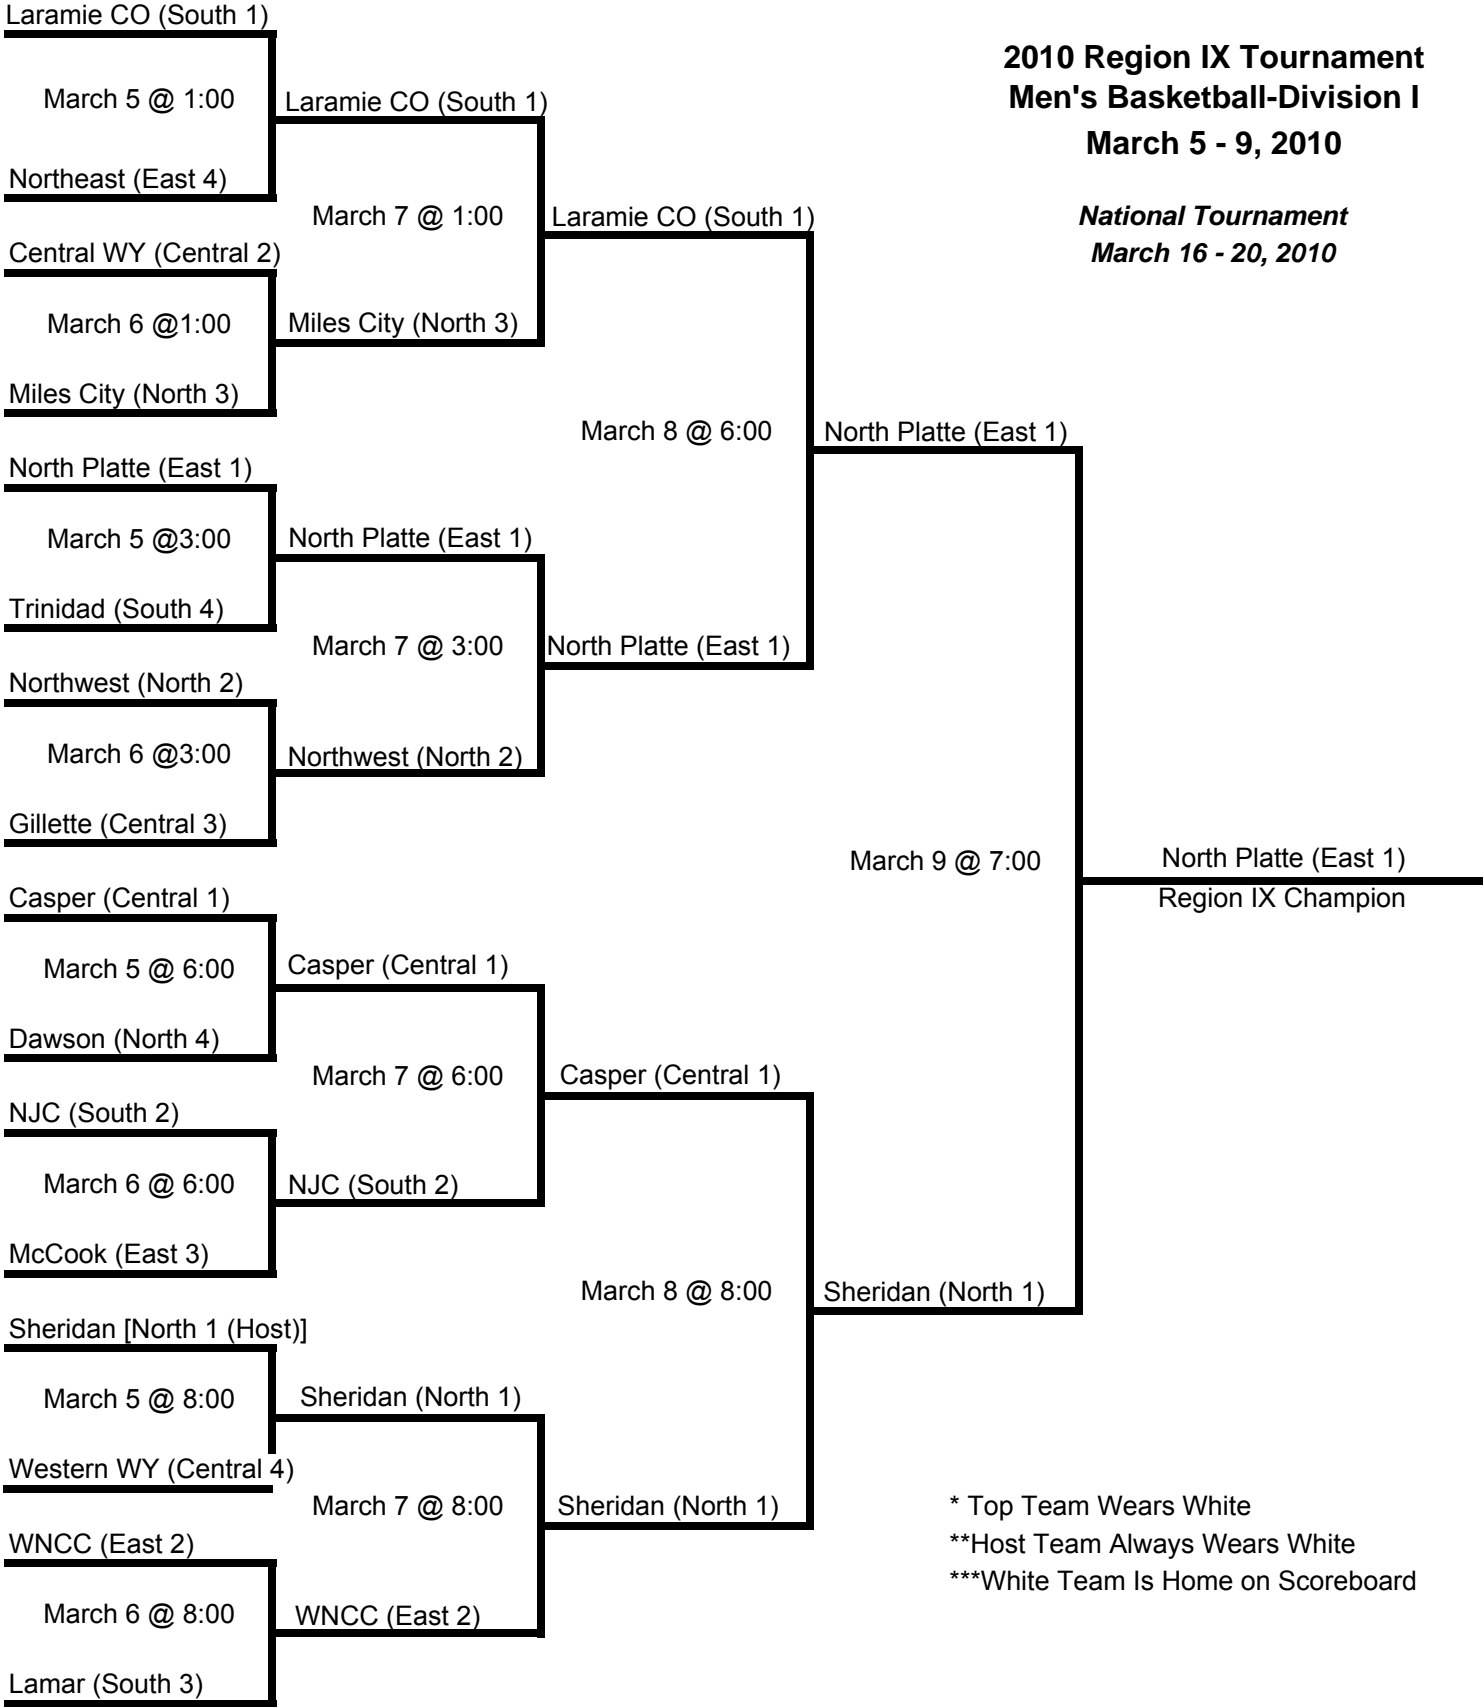 Laramie CO (South 1)
2010 Region IX Tournament
Men's Basketball-Division I
March 5 - 9, 2010
National Tournament
March 16 - 20, 2010
March 5 @ 1:00
Laramie CO (South 1)
Northeast (East 4)
March 7 @ 1:00
Laramie CO (South 1)
Central WY (Central 2)
March 6 @1:00
Miles City (North 3)
Miles City (North 3)
March 8 @ 6:00
North Platte (East 1)
North Platte (East 1)
March 5 @3:00
North Platte (East 1)
Trinidad (South 4)
March 7 @ 3:00
North Platte (East 1)
Northwest (North 2)
March 6 @3:00
Northwest (North 2)
Gillette (Central 3)
March 9 @ 7:00
North Platte (East 1)
Region IX Champion
Casper (Central 1)
March 5 @ 6:00
Casper (Central 1)
Dawson (North 4)
March 7 @ 6:00
Casper (Central 1)
NJC (South 2)
March 6 @ 6:00
NJC (South 2)
McCook (East 3)
March 8 @ 8:00
Sheridan (North 1)
Sheridan [North 1 (Host)]
March 5 @ 8:00
Sheridan (North 1)
Western WY (Central 4)
March 7 @ 8:00
Sheridan (North 1)
WNCC (East 2)
March 6 @ 8:00
WNCC (East 2)
Lamar (South 3)
* Top Team Wears White
**Host Team Always Wears White
***White Team Is Home on Scoreboard